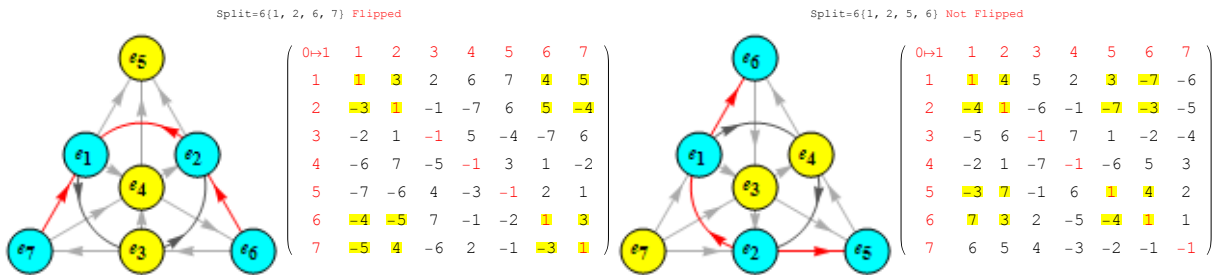 Split=6{1, 2, 6, 7} Flipped
e5
e1
e2
e4
e7
e3
e6
0↦1 1 2 3 4 5 6 7
1 1 3 2 6 7 4 5
2 -3 1 -1 -7 6 5 -4
3 -2 1 -1 5 -4 -7 6
4 -6 7 -5 -1 3 1 -2
5 -7 -6 4 -3 -1 2 1
6 -4 -5 7 -1 -2 1 3
7 -5 4 -6 2 -1 -3 1
Split=6{1, 2, 5, 6} Not Flipped
e6
e1
e4
e3
e7
e2
e5
0↦1 1 2 3 4 5 6 7
1 1 4 5 2 3 -7 -6
2 -4 1 -6 -1 -7 -3 -5
3 -5 6 -1 7 1 -2 -4
4 -2 1 -7 -1 -6 5 3
5 -3 7 -1 6 1 4 2
6 7 3 2 -5 -4 1 1
7 6 5 4 -3 -2 -1 -1